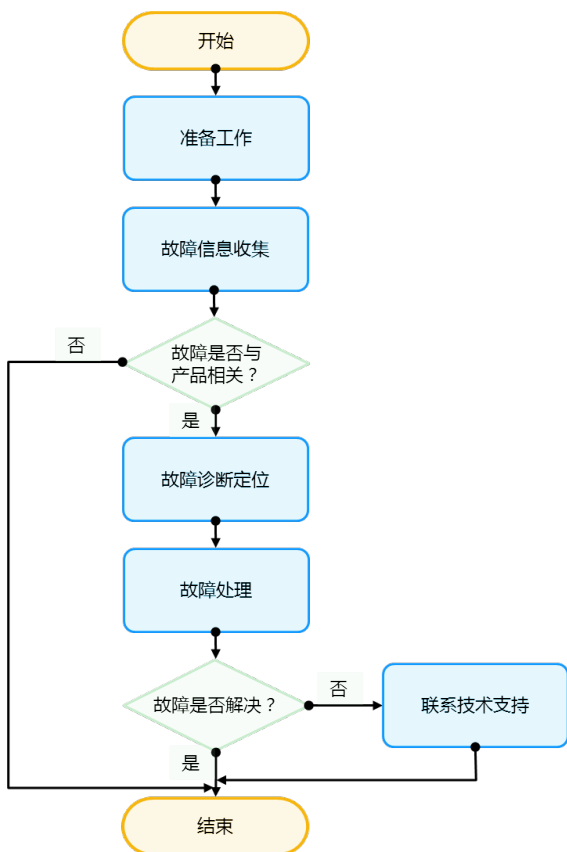 开始
准备工作
故障信息收集
否
故障是否与
产品相关？
是
故障诊断定位
故障处理
故障是否解决？
否
联系技术支持
是
结束